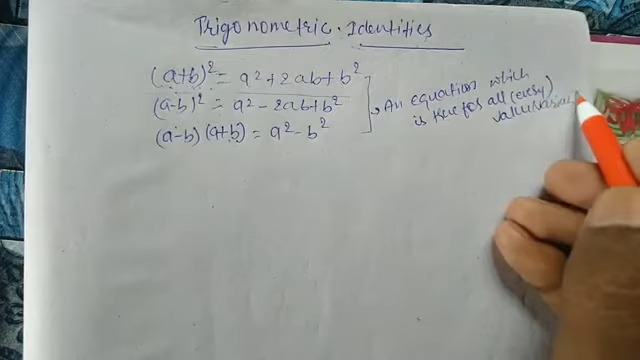 Trigonometric. Identities
(a+b)² = a² + 2ab + b²
(a-b)² = a² - 2ab + b²
(a-b) (a+b) = a² - b²
An equation which
is true for all (every)